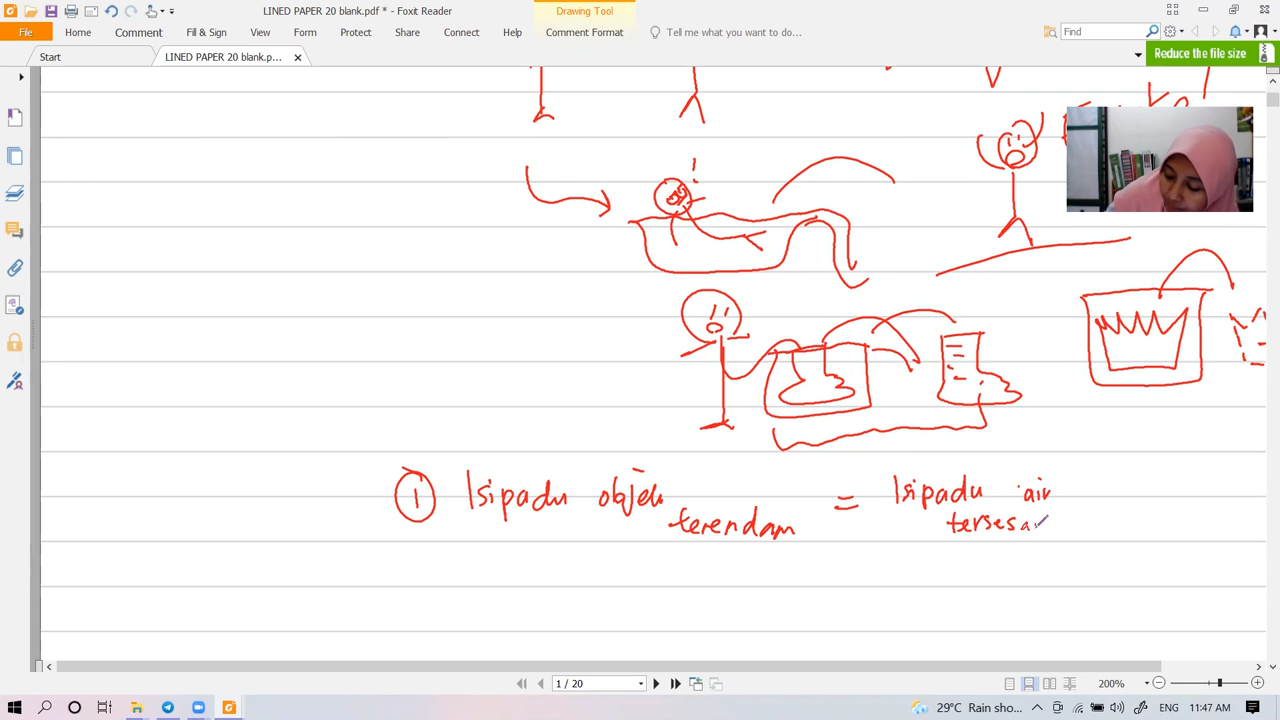 LINED PAPER 20 blank.pdf * - Foxit Reader
Drawing Tool
File
Home
Comment
Fill & Sign
View
Form
Protect
Share
Connect
Help
Comment Format
Tell me what you want to do...
Find
Start
LINED PAPER 20 blank.p...
Reduce the file size
1 Isipadu objek terendam = Isipadu air
terses a
1 / 20
200%
29°C Rain sho...
ENG
11:47 AM